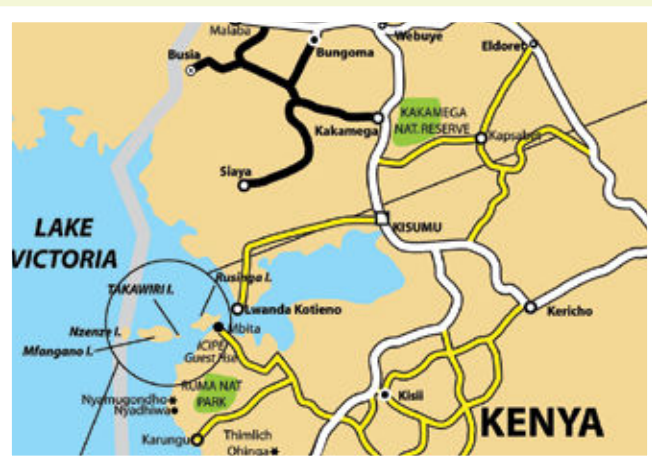 Malaba
Webuye
Eldoret
Busia
Bungoma
KAKAMEGA
NAT. RESERVE
Kakamega
Kapsabet
Siaya
LAKE
VICTORIA
KISUMU
Rusinga I.
TAKAWIRI I.
Lwanda Kotieno
Kericho
Nzenze I.
Mbita
Mfangano I.
ICIPE
Guest Hse
RUMA NAT
PARK
Kisii
Nyamugondho
Nyadhiwa
KENYA
Karungu
Thimlich
Ohinga